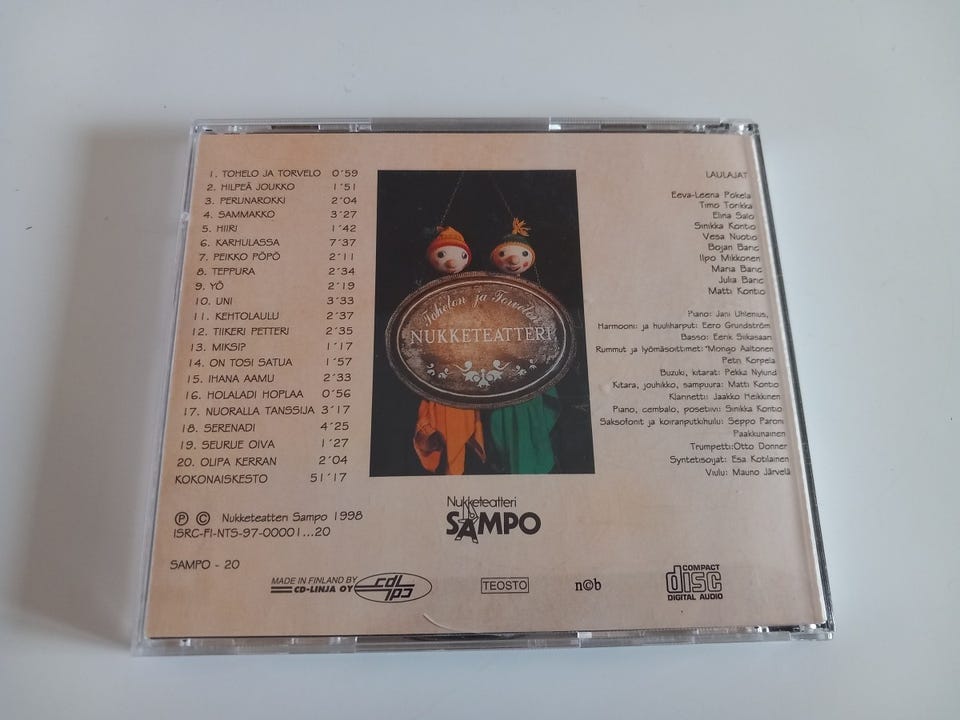 1. TOHELO JA TORVELO 0'59
2. HILPEÄ JOUKKO 1'51
3. PERUNAROKKI 2'04
4. SAMMAKKO 3'27
5. HIIRI 1'42
6. KARHULASSA 7'37
7. PEIKKO PÖPÖ 2'11
8. TEPPURA 2'34
9. YÖ 2'19
10. UNI 3'33
11. KEHTOLAULU 2'37
12. TIIKERI PETTERI 2'35
13. MIKSI? 1'17
14. ON TOSI SATUA 1'57
15. IHANA AAMU 2'33
16. HOLALADI HOPLAA 0'56
17. NUORALLA TANSSIJA 3'17
18. SERENADI 4'25
19. SEURUE OIVA 1'27
20. OLIPA KERRAN 2'04
KOKONAISKESTO 51'17
Ⓟ © Nukketeatteri Sampo 1998
ISRC-FI-NTS-97-00001...20
SAMPO - 20
Tohelon ja Torvelon
NUKKETEATTERI
LAULAJAT
Eeva-Leena Pokela
Timo Torikka
Elina Salo
Sinikka Kontio
Vesa Nuotio
Bojan Baric
Ilpo Mikkonen
Maria Baric
Julia Baric
Matti Kontio
Piano: Jani Uhlenius,
Harmooni ja huuliharput: Eero Grundström
Basso: Eerik Siikasaari
Rummut ja lyömäsoittimet: "Mongo" Aaltonen
Petri Korpela
Buzuki, kitarat: Pekka Nylund
Kitara, jouhikko, sampuura: Matti Kontio
Klarinetti: Jaakko Heikkinen
Piano, cembalo, posetiivi: Sinikka Kontio
Saksofonit ja koiranputkihuilu: Seppo Paroni
Paakkunainen
Trumpetti: Otto Donner
Syntetisoijat: Esa Kotilainen
Viulu: Mauno Järvelä
Nukketeatteri
SAMPO
MADE IN FINLAND BY
CD-LINJA OY
cdl
TEOSTO
n©b
COMPACT
disc
DIGITAL AUDIO